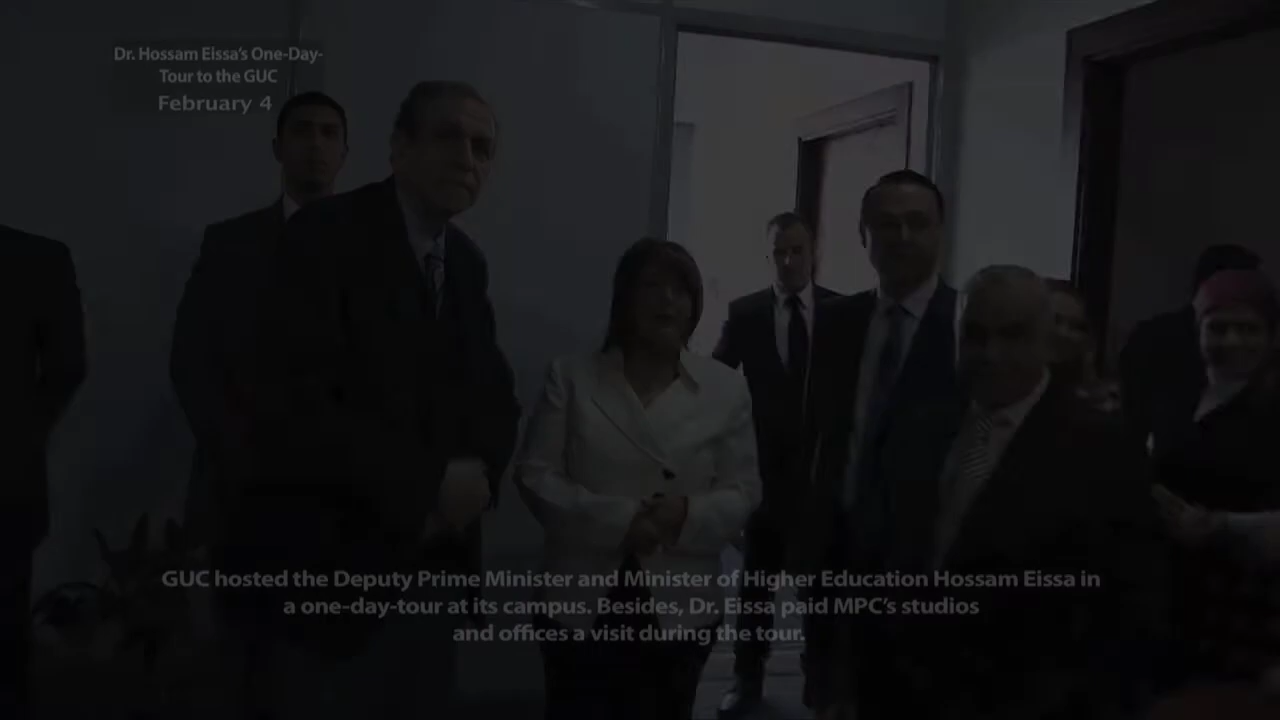 Dr. Hossam Eissa's One-Day-
Tour to the GUC
February 4
GUC hosted the Deputy Prime Minister and Minister of Higher Education Hossam Eissa in
a one-day-tour at its campus. Besides, Dr. Eissa paid MPC's studios
and offices a visit during the tour.